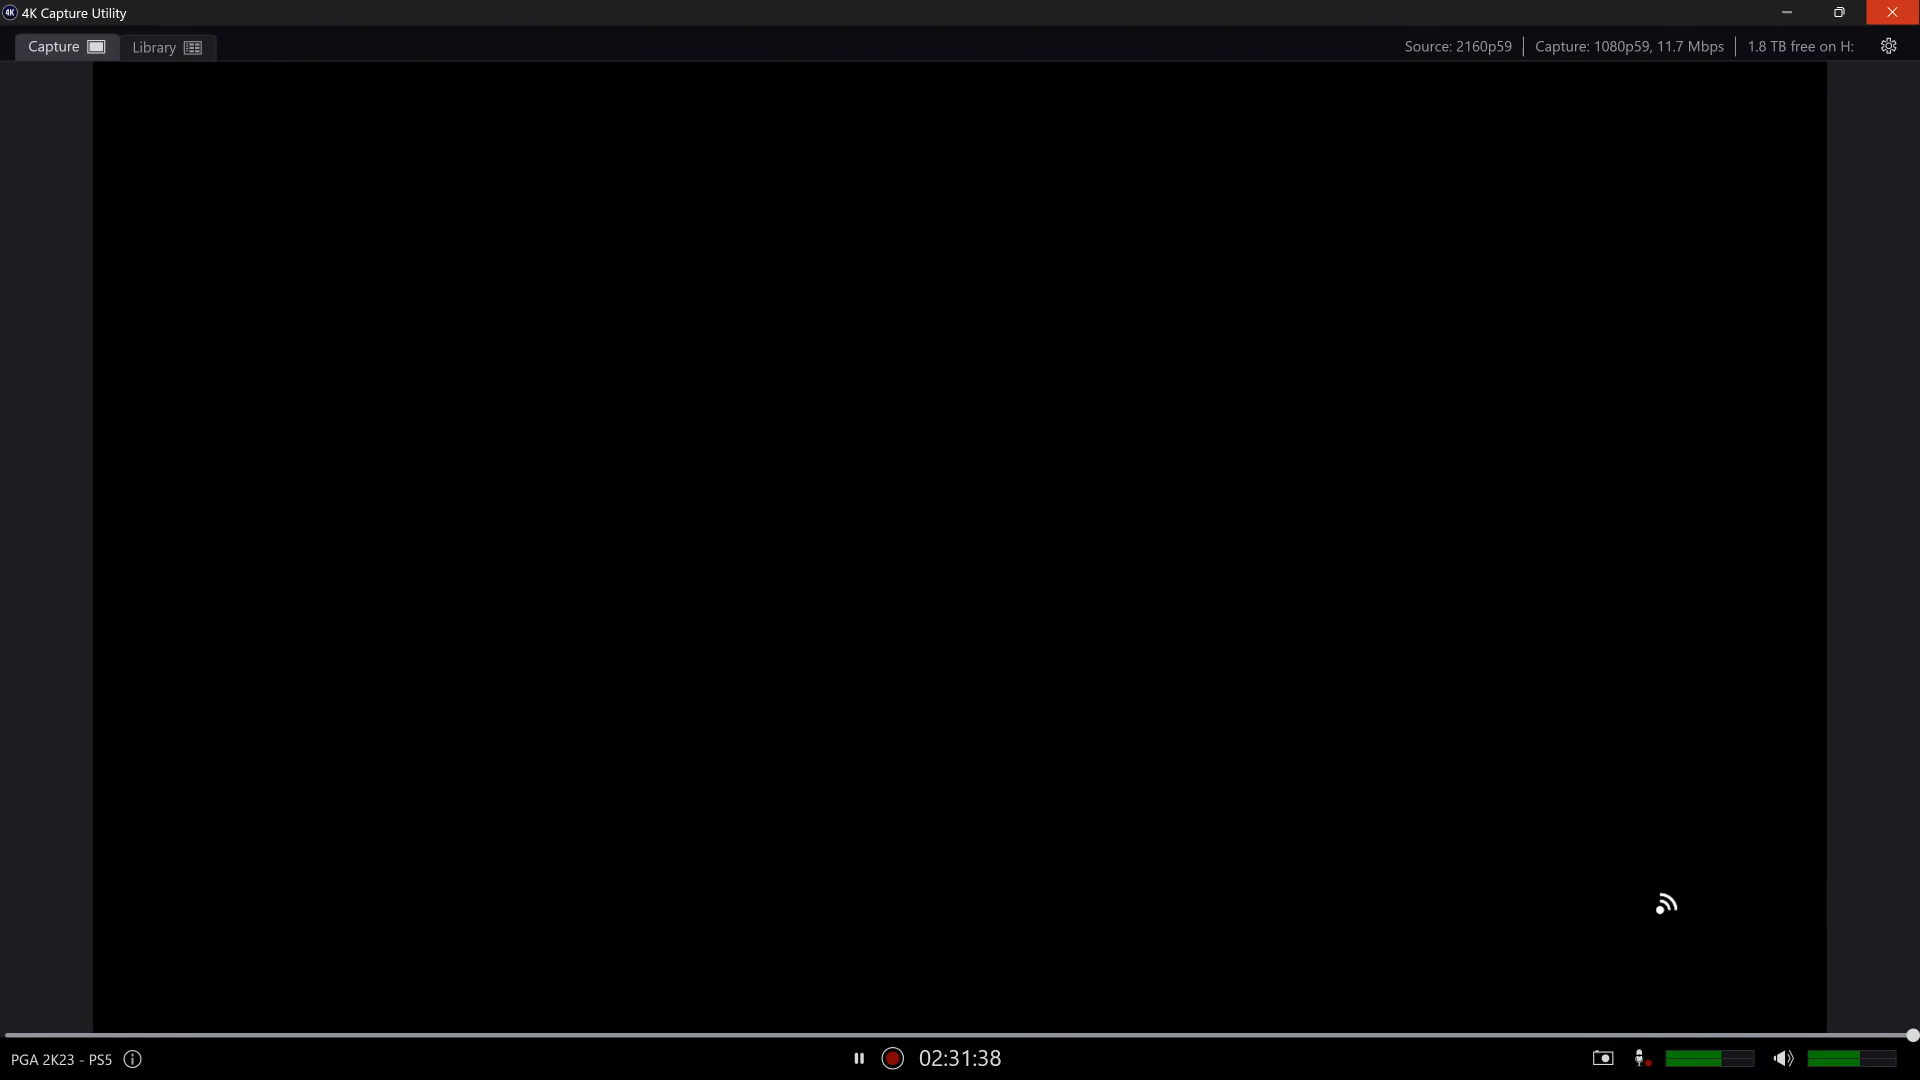 4K 4K Capture Utility
Capture Library Source: 2160p59 Capture: 1080p59, 11.7 Mbps 1.8 TB free on H:
PGA 2K23 - PS5 02:31:38